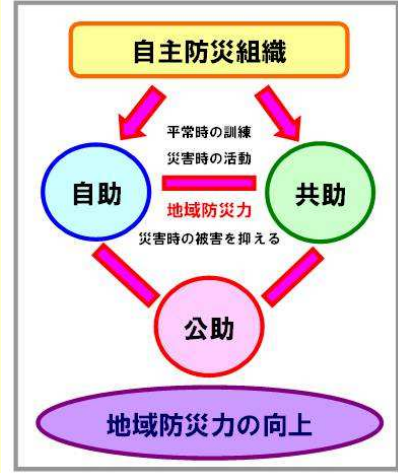 自主防災組織
平常時の訓練
災害時の活動
自助
共助
地域防災力
災害時の被害を抑える
公助
地域防災力の向上